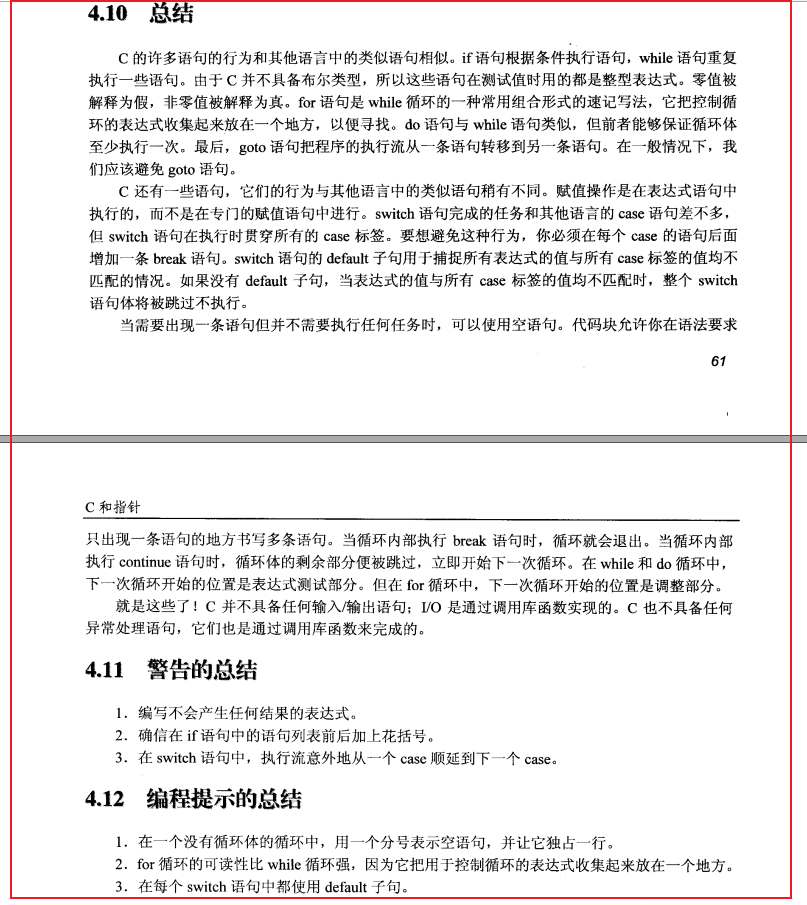 4.10 总结
C 的许多语句的行为和其他语言中的类似语句相似。if 语句根据条件执行语句，while 语句重复
执行一些语句。由于 C 并不具备布尔类型，所以这些语句在测试值时用的都是整型表达式。零值被
解释为假，非零值被解释为真。for 语句是 while 循环的一种常用组合形式的速记写法，它把控制循
环的表达式收集起来放在一个地方，以便寻找。do 语句与 while 语句类似，但前者能够保证循环体
至少执行一次。最后，goto 语句把程序的执行流从一条语句转移到另一条语句。在一般情况下，我
们应该避免 goto 语句。
C 还有一些语句，它们的行为与其他语言中的类似语句稍有不同。赋值操作是在表达式语句中
执行的，而不是在专门的赋值语句中进行。switch 语句完成的任务和其他语言的 case 语句差不多，
但 switch 语句在执行时贯穿所有的 case 标签。要想避免这种行为，你必须在每个 case 的语句后面
增加一条 break 语句。switch 语句的 default 子句用于捕捉所有表达式的值与所有 case 标签的值均不
匹配的情况。如果没有 default 子句，当表达式的值与所有 case 标签的值均不匹配时，整个 switch
语句体将被跳过不执行。
当需要出现一条语句但并不需要执行任何任务时，可以使用空语句。代码块允许你在语法要求
61
C 和指针
只出现一条语句的地方书写多条语句。当循环内部执行 break 语句时，循环就会退出。当循环内部
执行 continue 语句时，循环体的剩余部分便被跳过，立即开始下一次循环。在 while 和 do 循环中，
下一次循环开始的位置是表达式测试部分。但在 for 循环中，下一次循环开始的位置是调整部分。
就是这些了！C 并不具备任何输入/输出语句；I/O 是通过调用库函数实现的。C 也不具备任何
异常处理语句，它们也是通过调用库函数来完成的。
4.11 警告的总结
1．编写不会产生任何结果的表达式。
2．确信在 if 语句中的语句列表前后加上花括号。
3．在 switch 语句中，执行流意外地从一个 case 顺延到下一个 case。
4.12 编程提示的总结
1．在一个没有循环体的循环中，用一个分号表示空语句，并让它独占一行。
2．for 循环的可读性比 while 循环强，因为它把用于控制循环的表达式收集起来放在一个地方。
3．在每个 switch 语句中都使用 default 子句。